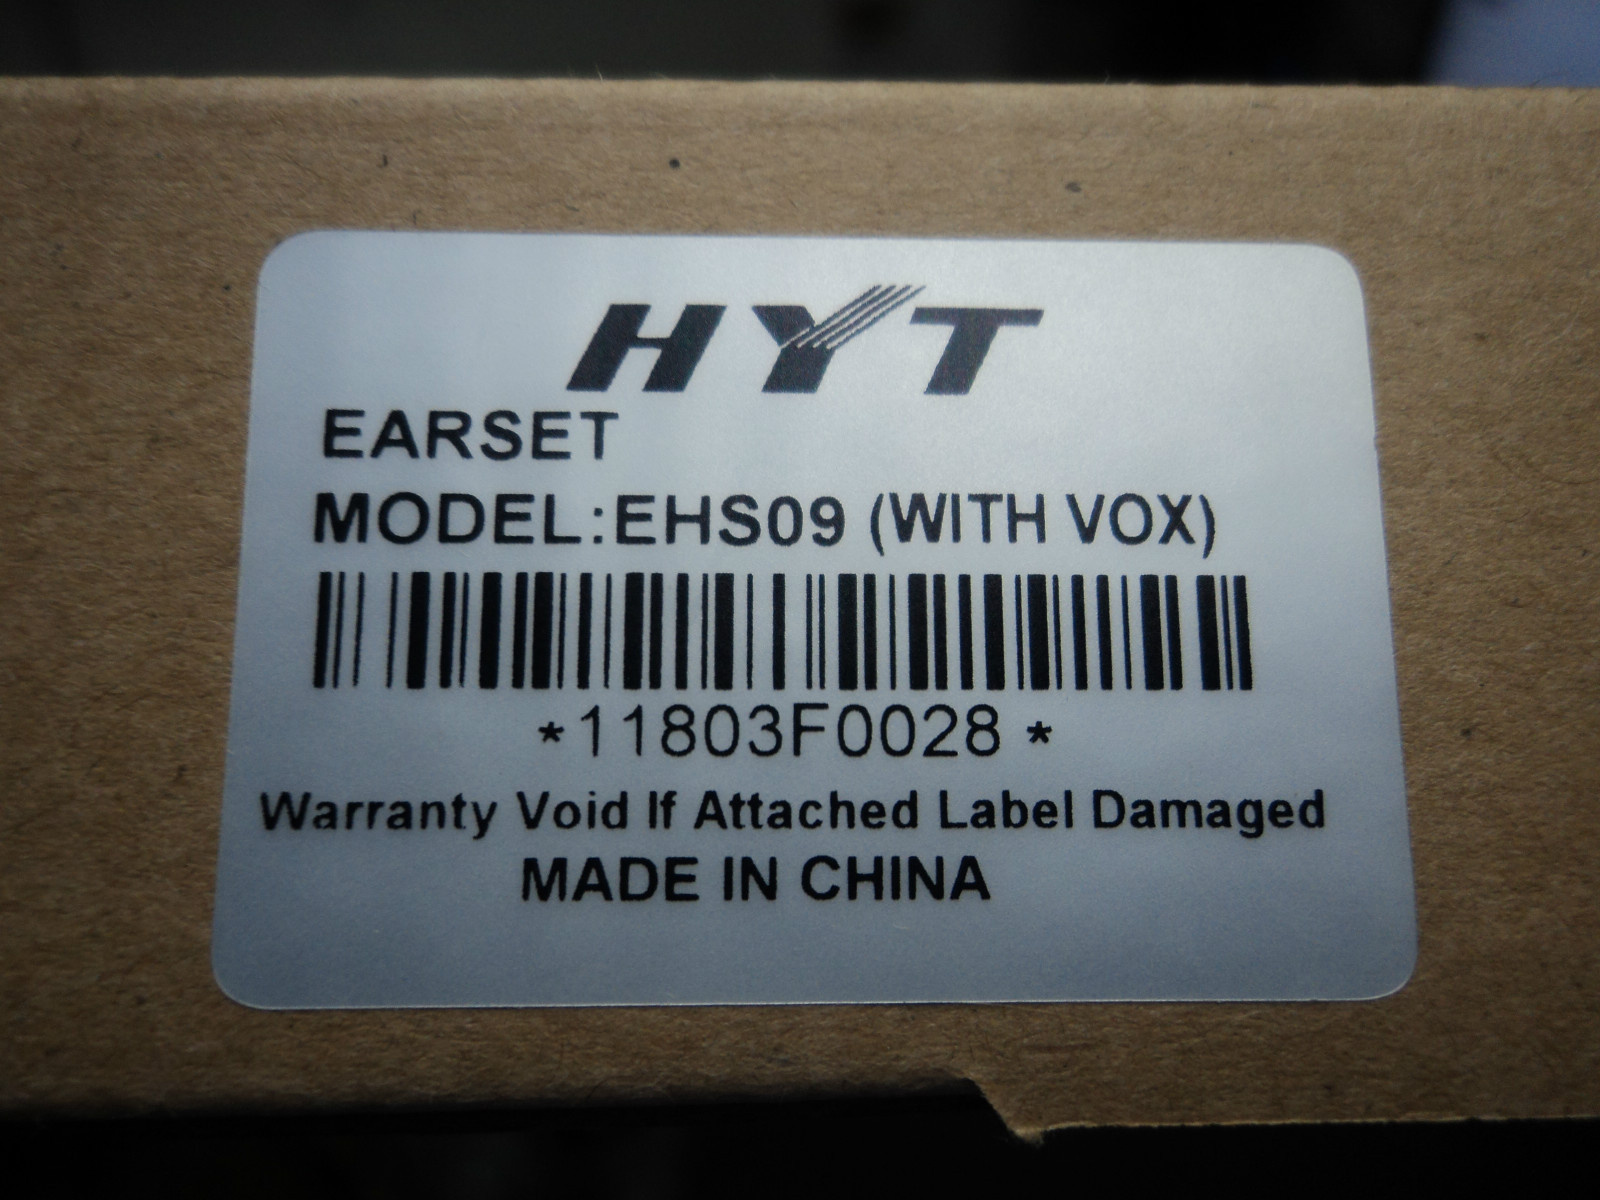 HYT
EARSET
MODEL:EHS09 (WITH VOX)
*11803F0028 *
Warranty Void If Attached Label Damaged
MADE IN CHINA